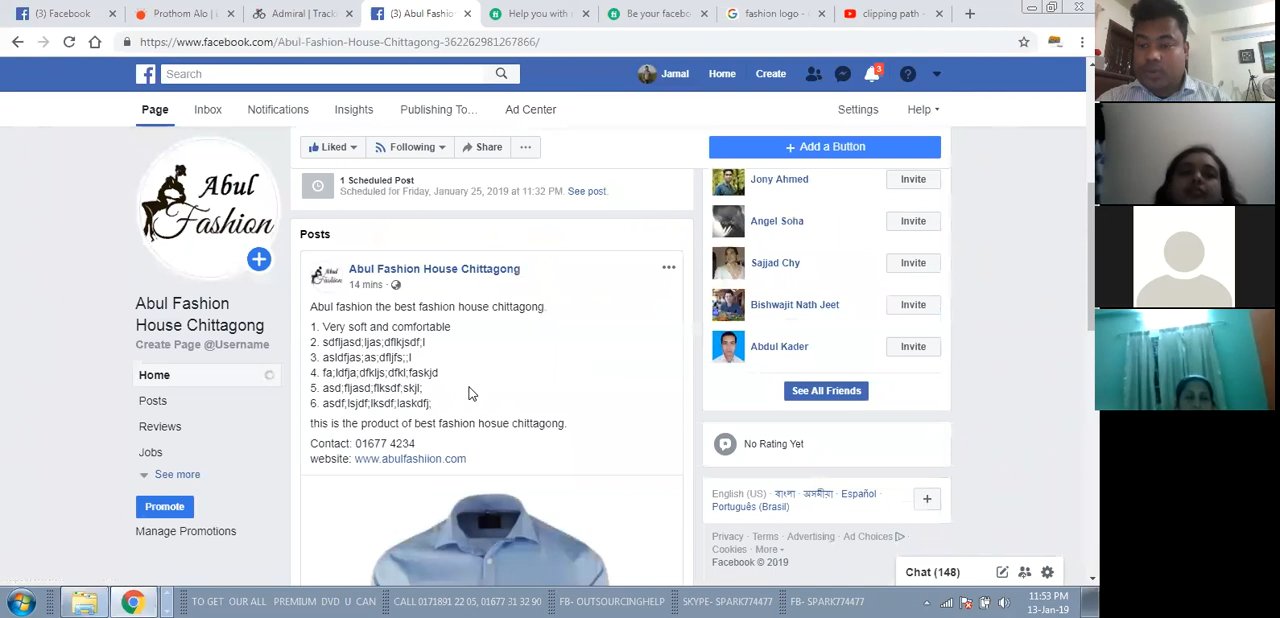 (3) Facebook
Prothom Alo | L
Admiral | Track
(3) Abul Fashio
Help you with
Be your facebo
fashion logo -
clipping path -
https://www.facebook.com/Abul-Fashion-House-Chittagong-362262981267866/
Search
Jamal
Home
Create
3
Page
Inbox
Notifications
Insights
Publishing To...
Ad Center
Settings
Help
Liked
Following
Share
+ Add a Button
Abul
Fashion
Abul Fashion
House Chittagong
Create Page @Username
Home
Posts
Reviews
Jobs
See more
Promote
Manage Promotions
1 Scheduled Post
Scheduled for Friday, January 25, 2019 at 11:32 PM. See post.
Posts
Abul Fashion House Chittagong
14 mins ·
Abul fashion the best fashion house chittagong.
1. Very soft and comfortable
2. sdfljasd;ljas;dflkjsdf;l
3. asldfjas;as;dfljfs;;l
4. fa;ldfja;dfkljs;dfkl;faskjd
5. asd;fljasd;flksdf;skjl;
6. asdf;lsjdf;lksdf;laskdfj;
this is the product of best fashion hosue chittagong.
Contact: 01677 4234
website: www.abulfashiion.com
Jony Ahmed
Invite
Angel Soha
Invite
Sajjad Chy
Invite
Bishwajit Nath Jeet
Invite
Abdul Kader
Invite
See All Friends
No Rating Yet
English (US) · বাংলা · অসমীয়া · Español ·
Português (Brasil)
Privacy · Terms · Advertising · Ad Choices
Cookies · More
Facebook © 2019
Chat (148)
TO GET OUR ALL PREMIUM DVD U CAN
CALL 0171891 22 05, 01677 31 32 90
FB- OUTSOURCINGHELP
SKYPE- SPARK774477
FB- SPARK774477
11:53 PM
13-Jan-19